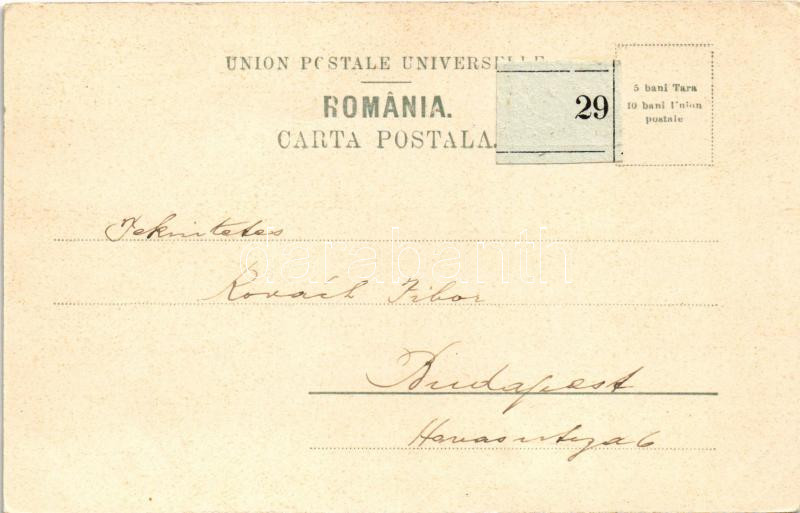 UNION POSTALE UNIVERSELLE
ROMÂNIA.
CARTA POSTALA.
29
5 bani Tara
10 bani Union
postale
Tekintetes
Kovách Tibor
Budapest
Havas utcza 6
darabanth